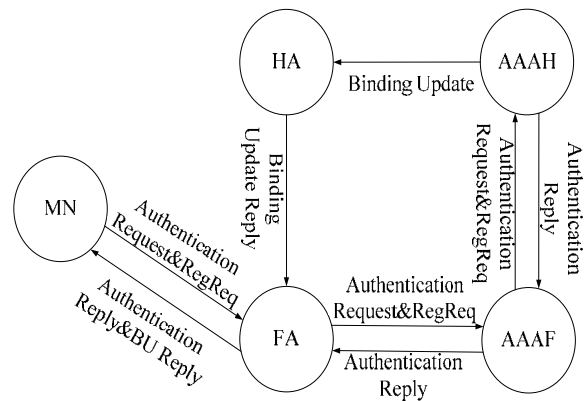 HA
AAAH
Binding Update
MN
Authentication
Request&RegReq
Authentication
Reply&BU Reply
Binding
Update Reply
Authentication
Request&RegReq
Authentication
Reply
FA
Authentication
Request&RegReq
Authentication
Reply
AAAF